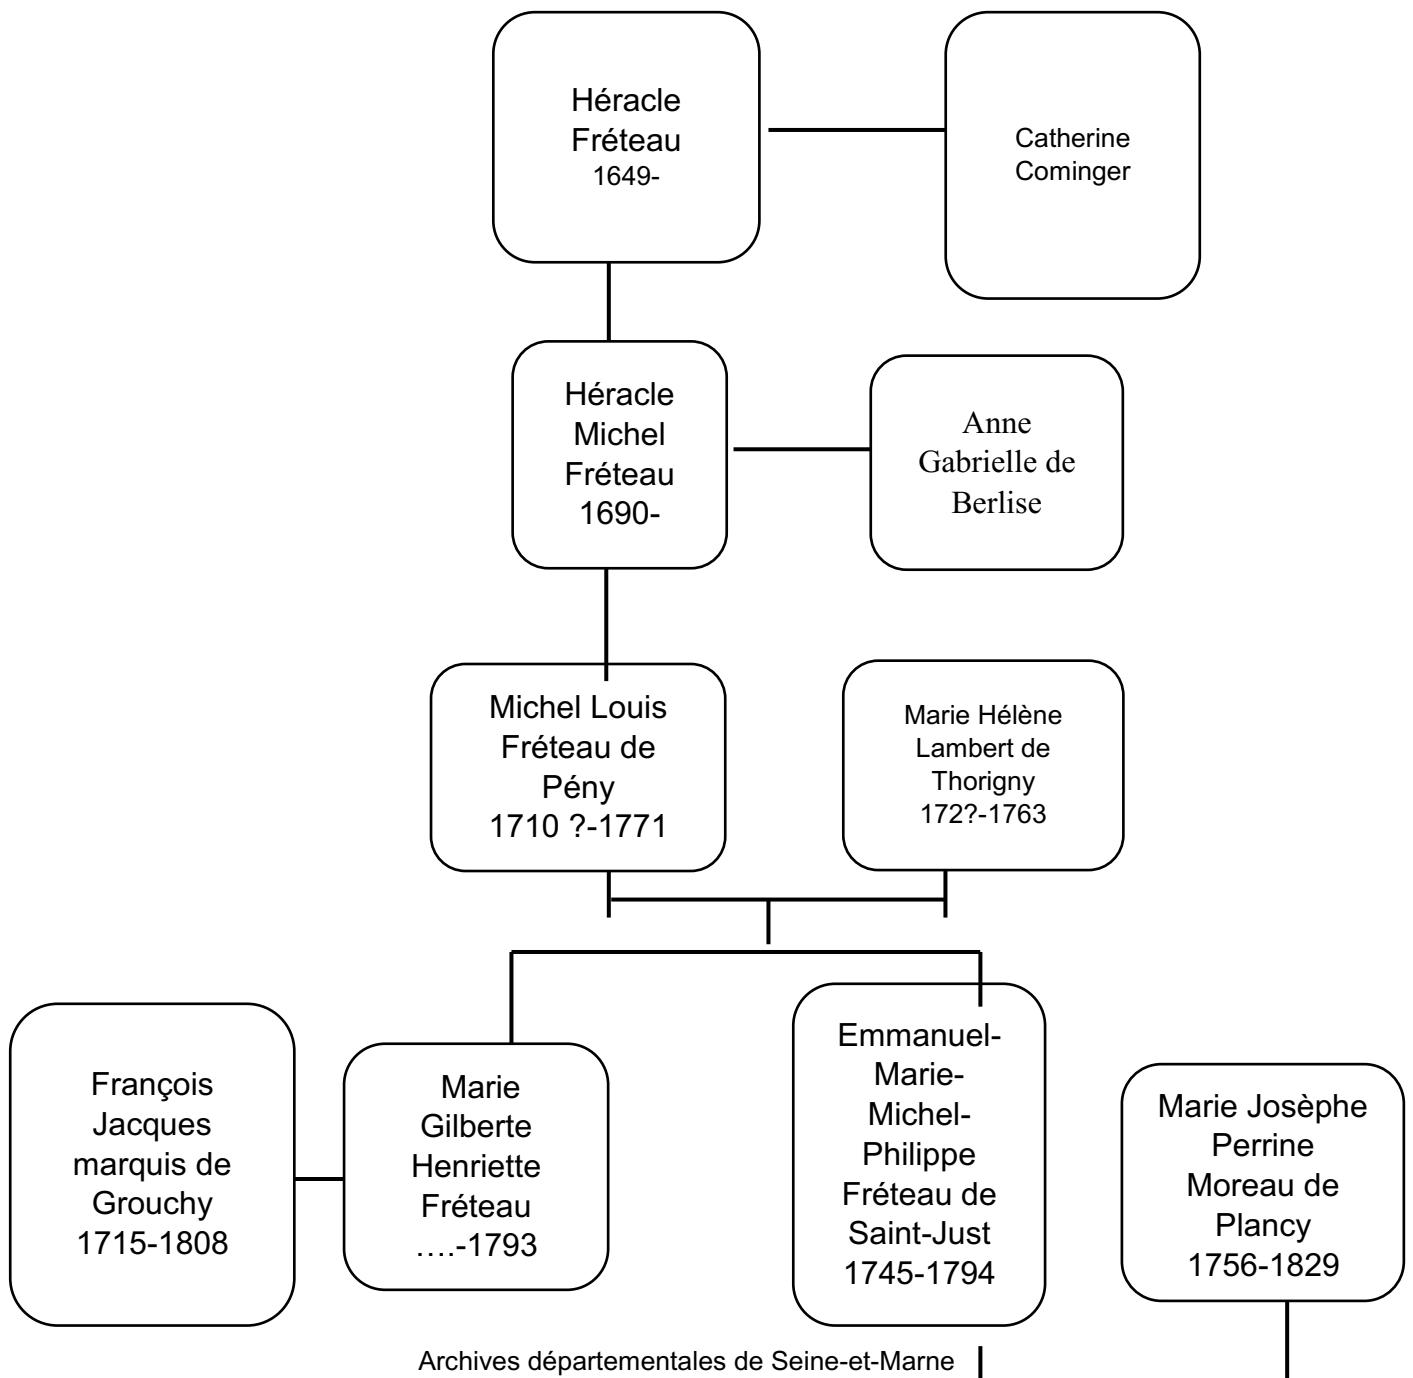 Héracle
Fréteau
1649-
Catherine
Cominger
Héracle
Michel
Fréteau
1690-
Anne
Gabrielle de
Berlise
Michel Louis
Fréteau de
Pény
1710 ?-1771
Marie Hélène
Lambert de
Thorigny
172?-1763
François
Jacques
marquis de
Grouchy
1715-1808
Marie
Gilberte
Henriette
Fréteau
….-1793
Emmanuel-
Marie-
Michel-
Philippe
Fréteau de
Saint-Just
1745-1794
Marie Josèphe
Perrine
Moreau de
Plancy
1756-1829
Archives départementales de Seine-et-Marne